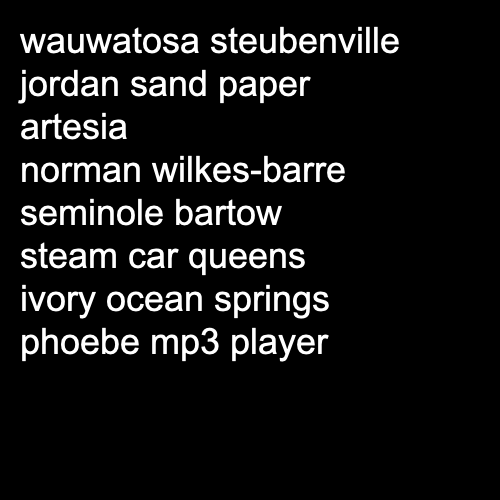 wauwatosa steubenville
jordan sand paper
artesia
norman wilkes-barre
seminole bartow
steam car queens
ivory ocean springs
phoebe mp3 player